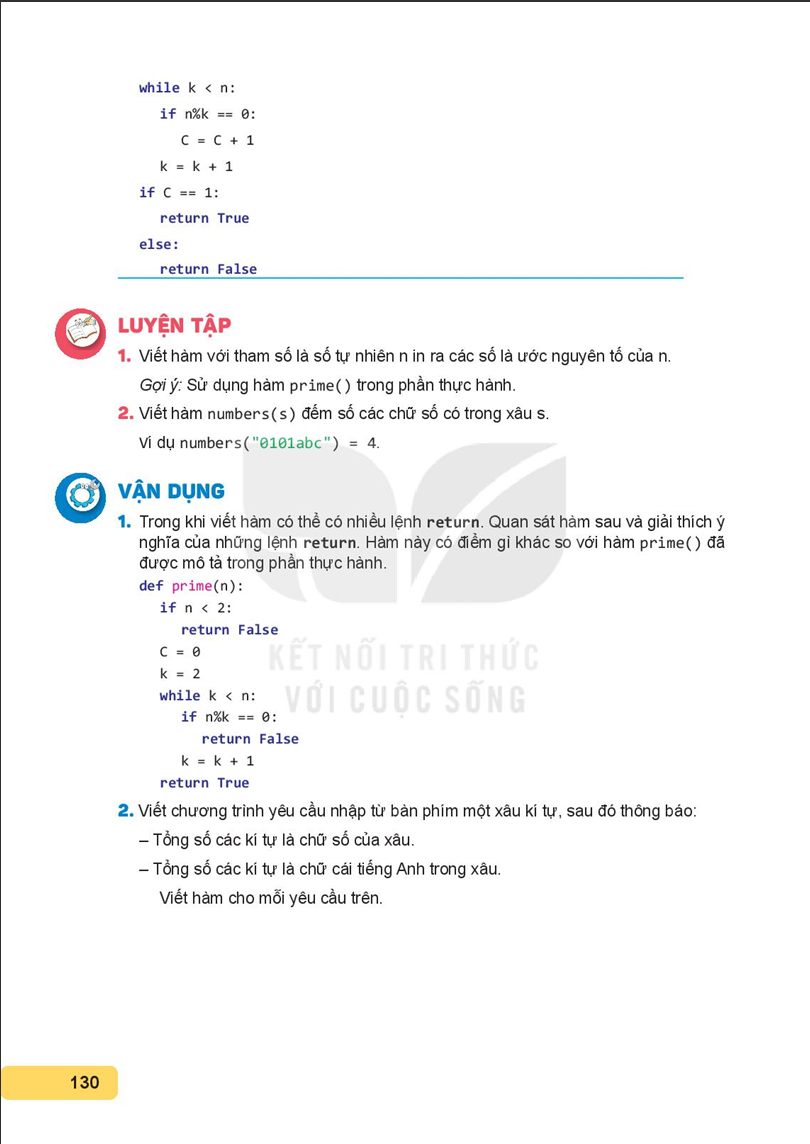 while k < n:
if n%k == 0:
C = C + 1
k = k + 1
if C == 1:
return True
else:
return False
LUYỆN TẬP
1. Viết hàm với tham số là số tự nhiên n in ra các số là ước nguyên tố của n.
Gợi ý: Sử dụng hàm prime() trong phần thực hành.
2. Viết hàm numbers(s) đếm số các chữ số có trong xâu s.
Ví dụ numbers("0101abc") = 4.
VẬN DỤNG
1. Trong khi viết hàm có thể có nhiều lệnh return. Quan sát hàm sau và giải thích ý
nghĩa của những lệnh return. Hàm này có điểm gì khác so với hàm prime() đã
được mô tả trong phần thực hành.
def prime(n):
if n < 2:
return False
C = 0
k = 2
while k < n:
if n%k == 0:
return False
k = k + 1
return True
KẾT NỐI TRI THỨC
VỚI CUỘC SỐNG
2. Viết chương trình yêu cầu nhập từ bàn phím một xâu kí tự, sau đó thông báo:
– Tổng số các kí tự là chữ số của xâu.
– Tổng số các kí tự là chữ cái tiếng Anh trong xâu.
Viết hàm cho mỗi yêu cầu trên.
130